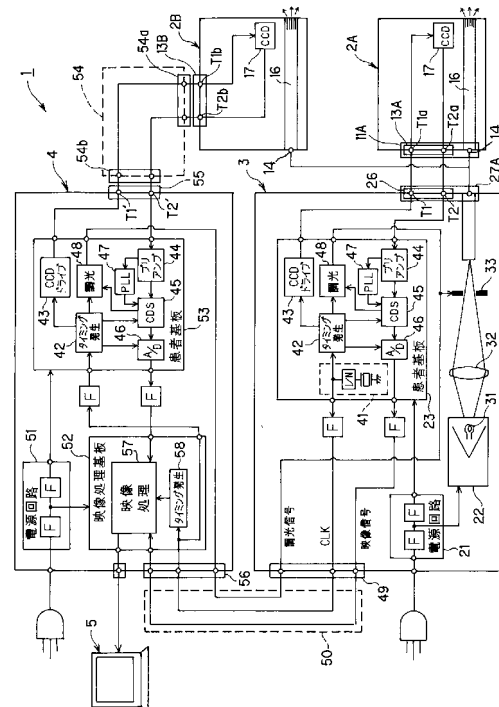 1
2B
54
54a
13B
T1b
T2b
CCD
17
16
14
54b
55
T1'
T2'
4
53
患者基板
CCD
ドライブ
43
調光
48
47
PLL
プリ
アンプ
44
タイミング発生
42
46
CDS
45
A/D
F
F
51
電源回路
F
F
52
映像処理基板
57
映像
処理
58
タイミング発生
56
5
2A
11A
13A
T1a
T2a
CCD
17
16
14
27A
3
26
T1'
T2'
CCD
ドライブ
43
調光
48
47
PLL
プリ
アンプ
44
タイミング発生
42
CDS
45
46
A/D
患者基板
23
1/N
41
F
F
33
32
31
22
調光信号
CLK
映像信号
49
50
F
F
電源回路
21